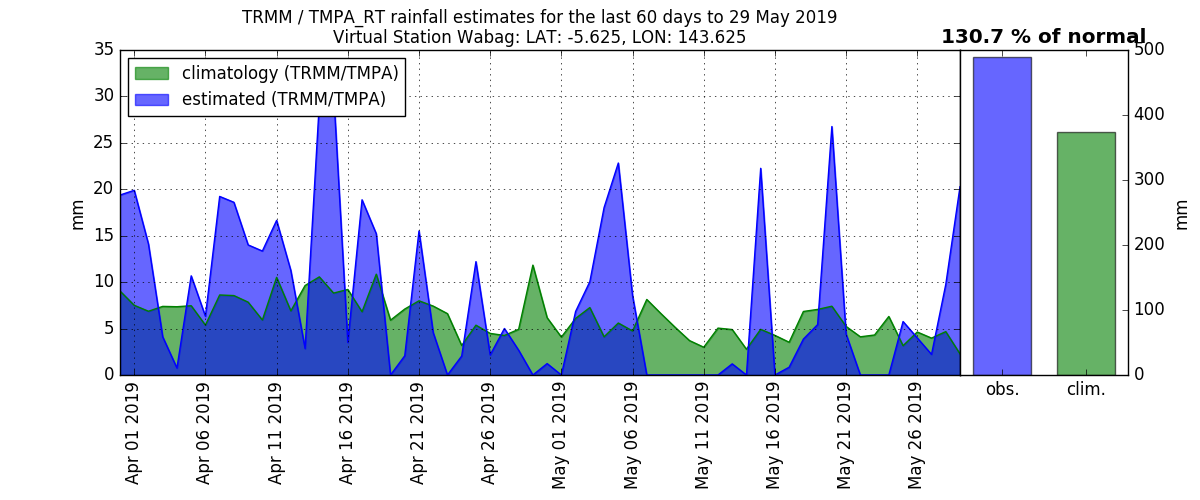 TRMM / TMPA_RT rainfall estimates for the last 60 days to 29 May 2019
Virtual Station Wabag: LAT: -5.625, LON: 143.625
130.7 % of normal
climatology (TRMM/TMPA)
estimated (TRMM/TMPA)
35
30
25
20
15
10
5
0
mm
Apr 01 2019
Apr 06 2019
Apr 11 2019
Apr 16 2019
Apr 21 2019
Apr 26 2019
May 01 2019
May 06 2019
May 11 2019
May 16 2019
May 21 2019
May 26 2019
obs.
clim.
500
400
300
200
100
0
mm